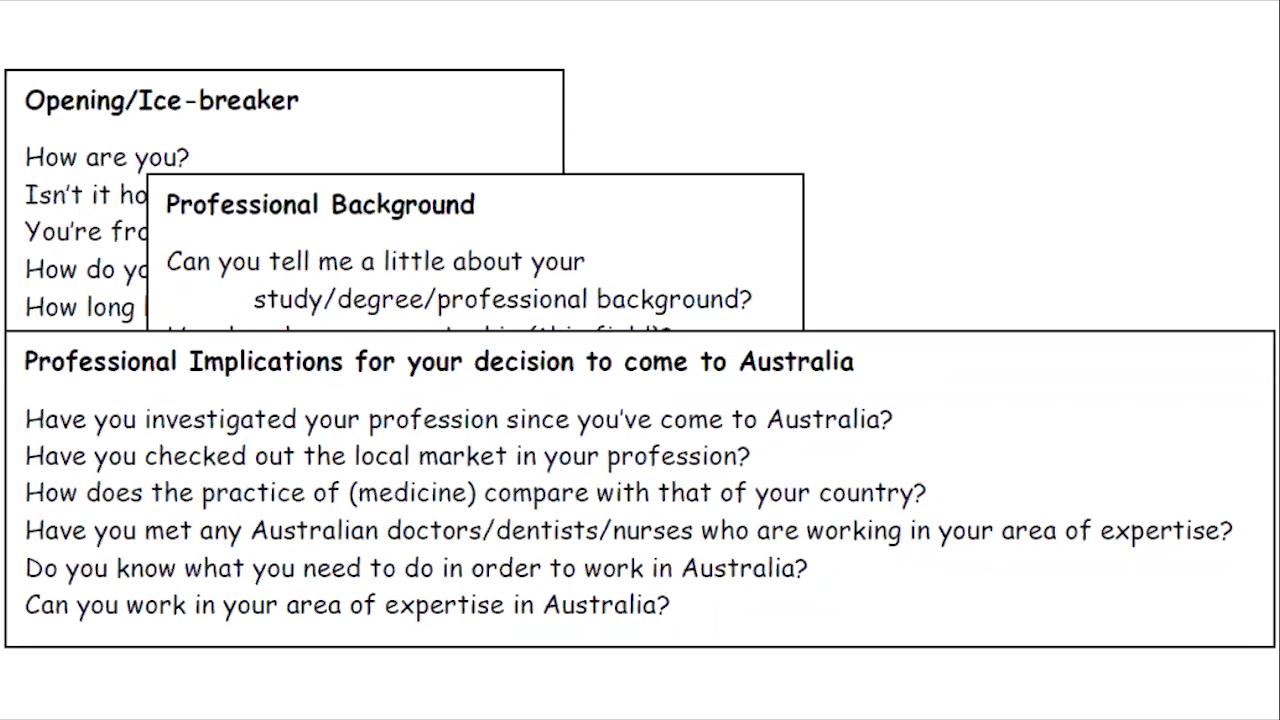 Opening/Ice-breaker
How are you?
Isn't it
You're
How do
How long
Professional Background
Can you tell me a little about your
study/degree/professional background?
Professional Implications for your decision to come to Australia
Have you investigated your profession since you've come to Australia?
Have you checked out the local market in your profession?
How does the practice of (medicine) compare with that of your country?
Have you met any Australian doctors/dentists/nurses who are working in your area of expertise?
Do you know what you need to do in order to work in Australia?
Can you work in your area of expertise in Australia?